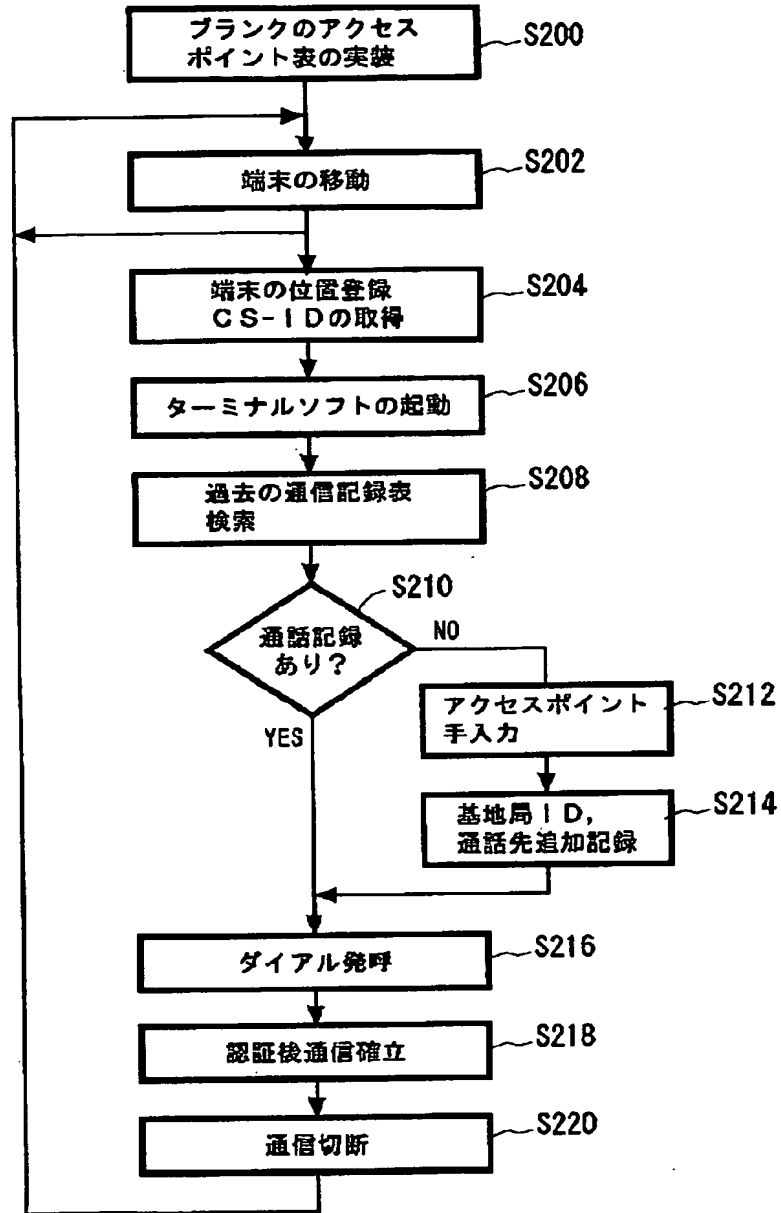 ブランクのアクセス
ポイント表の実装
S200
端末の移動
S202
端末の位置登録
CS-IDの取得
S204
ターミナルソフトの起動
S206
過去の通信記録表
検索
S208
S210
通話記録
あり?
NO
YES
アクセスポイント
手入力
S212
基地局ID,
通話先追加記録
S214
ダイアル発呼
S216
認証後通信確立
S218
通信切断
S220